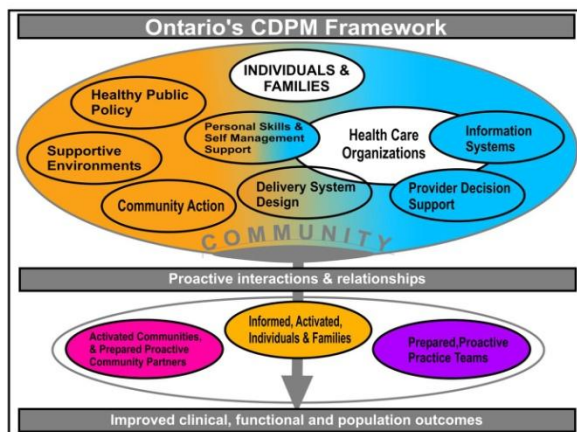 Ontario's CDPM Framework
INDIVIDUALS &
FAMILIES
Healthy Public
Policy
Personal Skills &
Self Management
Support
Health Care
Organizations
Information
Systems
Supportive
Environments
Delivery System
Design
Provider Decision
Support
Community Action
COMMUNITY
Proactive interactions & relationships
Activated Communities,
& Prepared Proactive
Community Partners
Informed, Activated,
Individuals & Families
Prepared,Proactive
Practice Teams
Improved clinical, functional and population outcomes